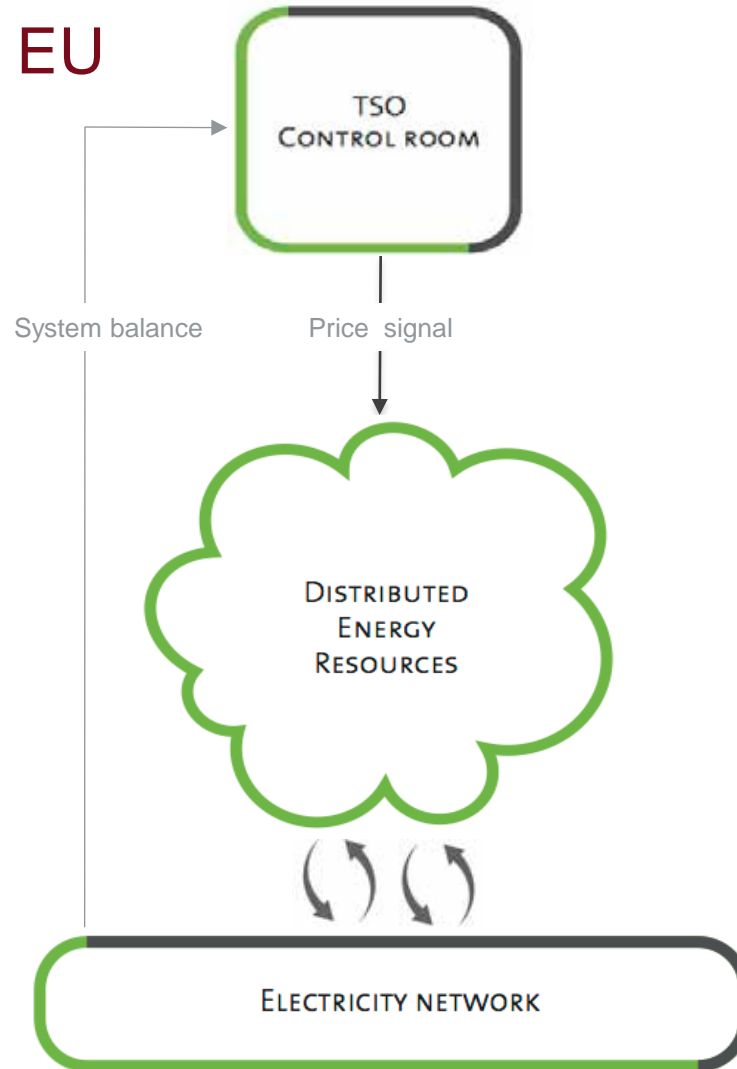 EU
TSO
CONTROL ROOM
System balance
Price signal
DISTRIBUTED
ENERGY
RESOURCES
ELECTRICITY NETWORK